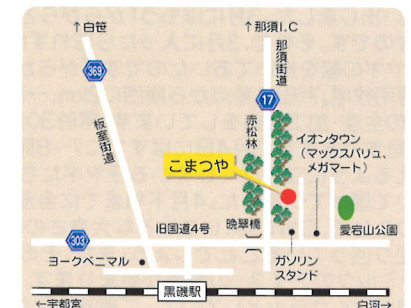 ↑白笹
↑那須I.C
369
那須街道
17
板室街道
赤松林
イオンタウン
(マックスバリュ、
メガマート)
こまつや
旧国道4号
晩翠橋
愛宕山公園
303
ヨークベニマル
ガソリン
スタンド
黒磯駅
←宇都宮
白河→